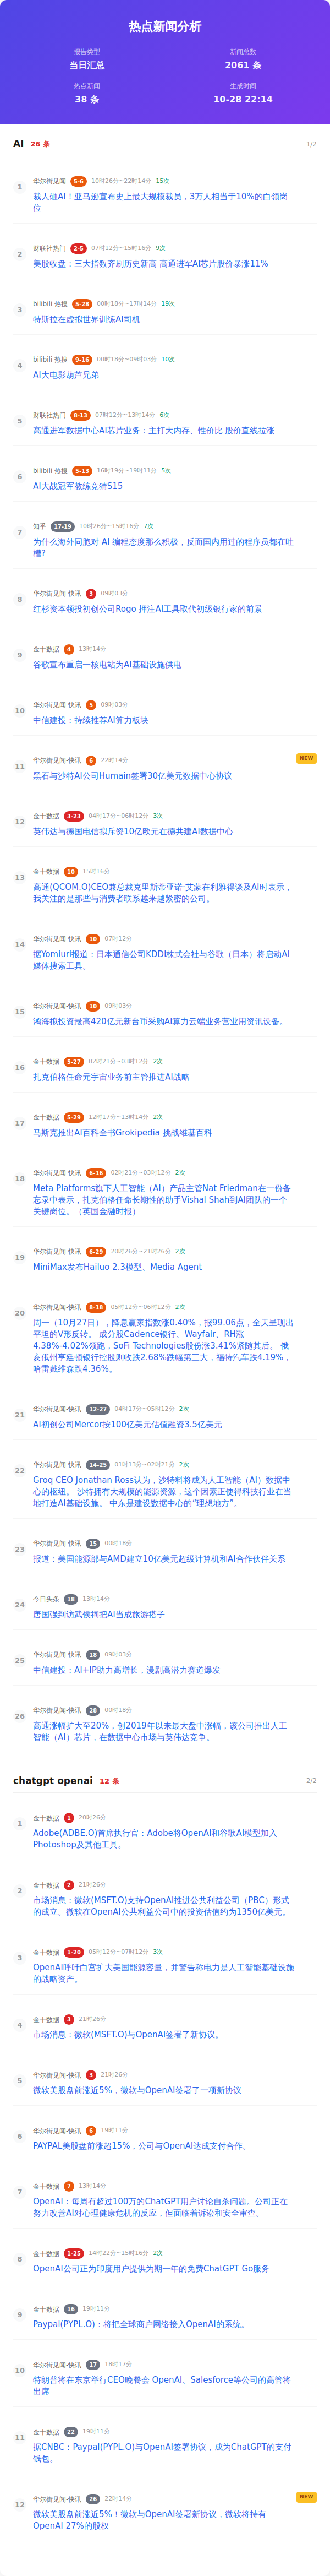 热点新闻分析
报告类型 新闻总数
当日汇总 2061 条
热点新闻 生成时间
38 条 10-28 22:14
AI 26 条 1/2
1
华尔街见闻 5-6 10时26分~22时14分 15次
裁人砸AI！亚马逊宣布史上最大规模裁员，3万人相当于10%的白领岗
位
2
财联社热门 2-5 07时12分~15时16分 9次
美股收盘：三大指数齐刷历史新高 高通进军AI芯片股价暴涨11%
3
bilibili 热搜 5-28 00时18分~17时14分 19次
特斯拉在虚拟世界训练AI司机
4
bilibili 热搜 9-16 00时18分~09时03分 10次
AI大电影葫芦兄弟
5
财联社热门 8-13 07时12分~13时14分 6次
高通进军数据中心AI芯片业务：主打大内存、性价比 股价直线拉涨
6
bilibili 热搜 5-13 16时19分~19时11分 5次
AI大战冠军教练竞猜S15
7
知乎 17-19 10时26分~15时16分 7次
为什么海外同胞对 AI 编程态度那么积极，反而国内用过的程序员都在吐
槽?
8
华尔街见闻-快讯 3 09时03分
红杉资本领投初创公司Rogo 押注AI工具取代初级银行家的前景
9
金十数据 4 13时14分
谷歌宣布重启一核电站为AI基础设施供电
10
华尔街见闻-快讯 5 09时03分
中信建投：持续推荐AI算力板块
11
华尔街见闻-快讯 6 22时14分 NEW
黑石与沙特AI公司Humain签署30亿美元数据中心协议
12
金十数据 3-23 04时17分~06时12分 3次
英伟达与德国电信拟斥资10亿欧元在德共建AI数据中心
13
金十数据 10 15时16分
高通(QCOM.O)CEO兼总裁克里斯蒂亚诺·艾蒙在利雅得谈及AI时表示，
我关注的是那些与消费者联系越来越紧密的公司。
14
华尔街见闻-快讯 10 07时12分
据Yomiuri报道：日本通信公司KDDI株式会社与谷歌（日本）将启动AI
媒体搜索工具。
15
华尔街见闻-快讯 10 09时03分
鸿海拟投资最高420亿元新台币采购AI算力云端业务营业用资讯设备。
16
金十数据 5-27 02时21分~03时12分 2次
扎克伯格任命元宇宙业务前主管推进AI战略
17
金十数据 5-29 12时17分~13时14分 2次
马斯克推出AI百科全书Grokipedia 挑战维基百科
18
华尔街见闻-快讯 6-16 02时21分~03时12分 2次
Meta Platforms旗下人工智能（AI）产品主管Nat Friedman在一份备
忘录中表示，扎克伯格任命长期性的助手Vishal Shah到AI团队的一个
关键岗位。（英国金融时报）
19
华尔街见闻-快讯 6-29 20时26分~21时26分 2次
MiniMax发布Hailuo 2.3模型、Media Agent
20
华尔街见闻-快讯 8-18 05时12分~06时12分 2次
周一（10月27日），降息赢家指数涨0.40%，报99.06点，全天呈现出
平坦的V形反转。 成分股Cadence银行、Wayfair、RH涨
4.38%-4.02%领跑，SoFi Technologies股份涨3.41%紧随其后。 俄
亥俄州亨廷顿银行控股则收跌2.68%跌幅第三大，福特汽车跌4.19%，
哈雷戴维森跌4.36%。
21
华尔街见闻-快讯 12-27 04时17分~05时12分 2次
AI初创公司Mercor按100亿美元估值融资3.5亿美元
22
华尔街见闻-快讯 14-25 01时13分~02时21分 2次
Groq CEO Jonathan Ross认为，沙特料将成为人工智能（AI）数据中
心的枢纽。 沙特拥有大规模的能源资源，这个因素正使得科技行业在当
地打造AI基础设施。 中东是建设数据中心的“理想地方”。
23
华尔街见闻-快讯 15 00时18分
报道：美国能源部与AMD建立10亿美元超级计算机和AI合作伙伴关系
24
今日头条 18 13时14分
唐国强到访武侯祠把AI当成旅游搭子
25
华尔街见闻-快讯 18 09时03分
中信建投：AI+IP助力高增长，漫剧高潜力赛道爆发
26
华尔街见闻-快讯 28 00时18分
高通涨幅扩大至20%，创2019年以来最大盘中涨幅，该公司推出人工
智能（AI）芯片，在数据中心市场与英伟达竞争。
chatgpt openai 12 条 2/2
1
金十数据 1 20时26分
Adobe(ADBE.O)首席执行官：Adobe将OpenAI和谷歌AI模型加入
Photoshop及其他工具。
2
金十数据 2 21时26分
市场消息：微软(MSFT.O)支持OpenAI推进公共利益公司（PBC）形式
的成立。微软在OpenAI公共利益公司中的投资估值约为1350亿美元。
3
金十数据 1-20 05时12分~07时12分 3次
OpenAI呼吁白宫扩大美国能源容量，并警告称电力是人工智能基础设施
的战略资产。
4
金十数据 3 21时26分
市场消息：微软(MSFT.O)与OpenAI签署了新协议。
5
华尔街见闻-快讯 3 21时26分
微软美股盘前涨近5%，微软与OpenAI签署了一项新协议
6
华尔街见闻-快讯 6 19时11分
PAYPAL美股盘前涨超15%，公司与OpenAI达成支付合作。
7
金十数据 7 13时14分
OpenAI：每周有超过100万的ChatGPT用户讨论自杀问题。公司正在
努力改善AI对心理健康危机的反应，但面临着诉讼和安全审查。
8
金十数据 1-25 14时22分~15时16分 2次
OpenAI公司正为印度用户提供为期一年的免费ChatGPT Go服务
9
金十数据 16 19时11分
Paypal(PYPL.O)：将把全球商户网络接入OpenAI的系统。
10
华尔街见闻-快讯 17 18时17分
特朗普将在东京举行CEO晚餐会 OpenAI、Salesforce等公司的高管将
出席
11
金十数据 22 19时11分
据CNBC：Paypal(PYPL.O)与OpenAI签署协议，成为ChatGPT的支付
钱包。
12
华尔街见闻-快讯 26 22时14分 NEW
微软美股盘前涨近5%！微软与OpenAI签署新协议，微软将持有
OpenAI 27%的股权